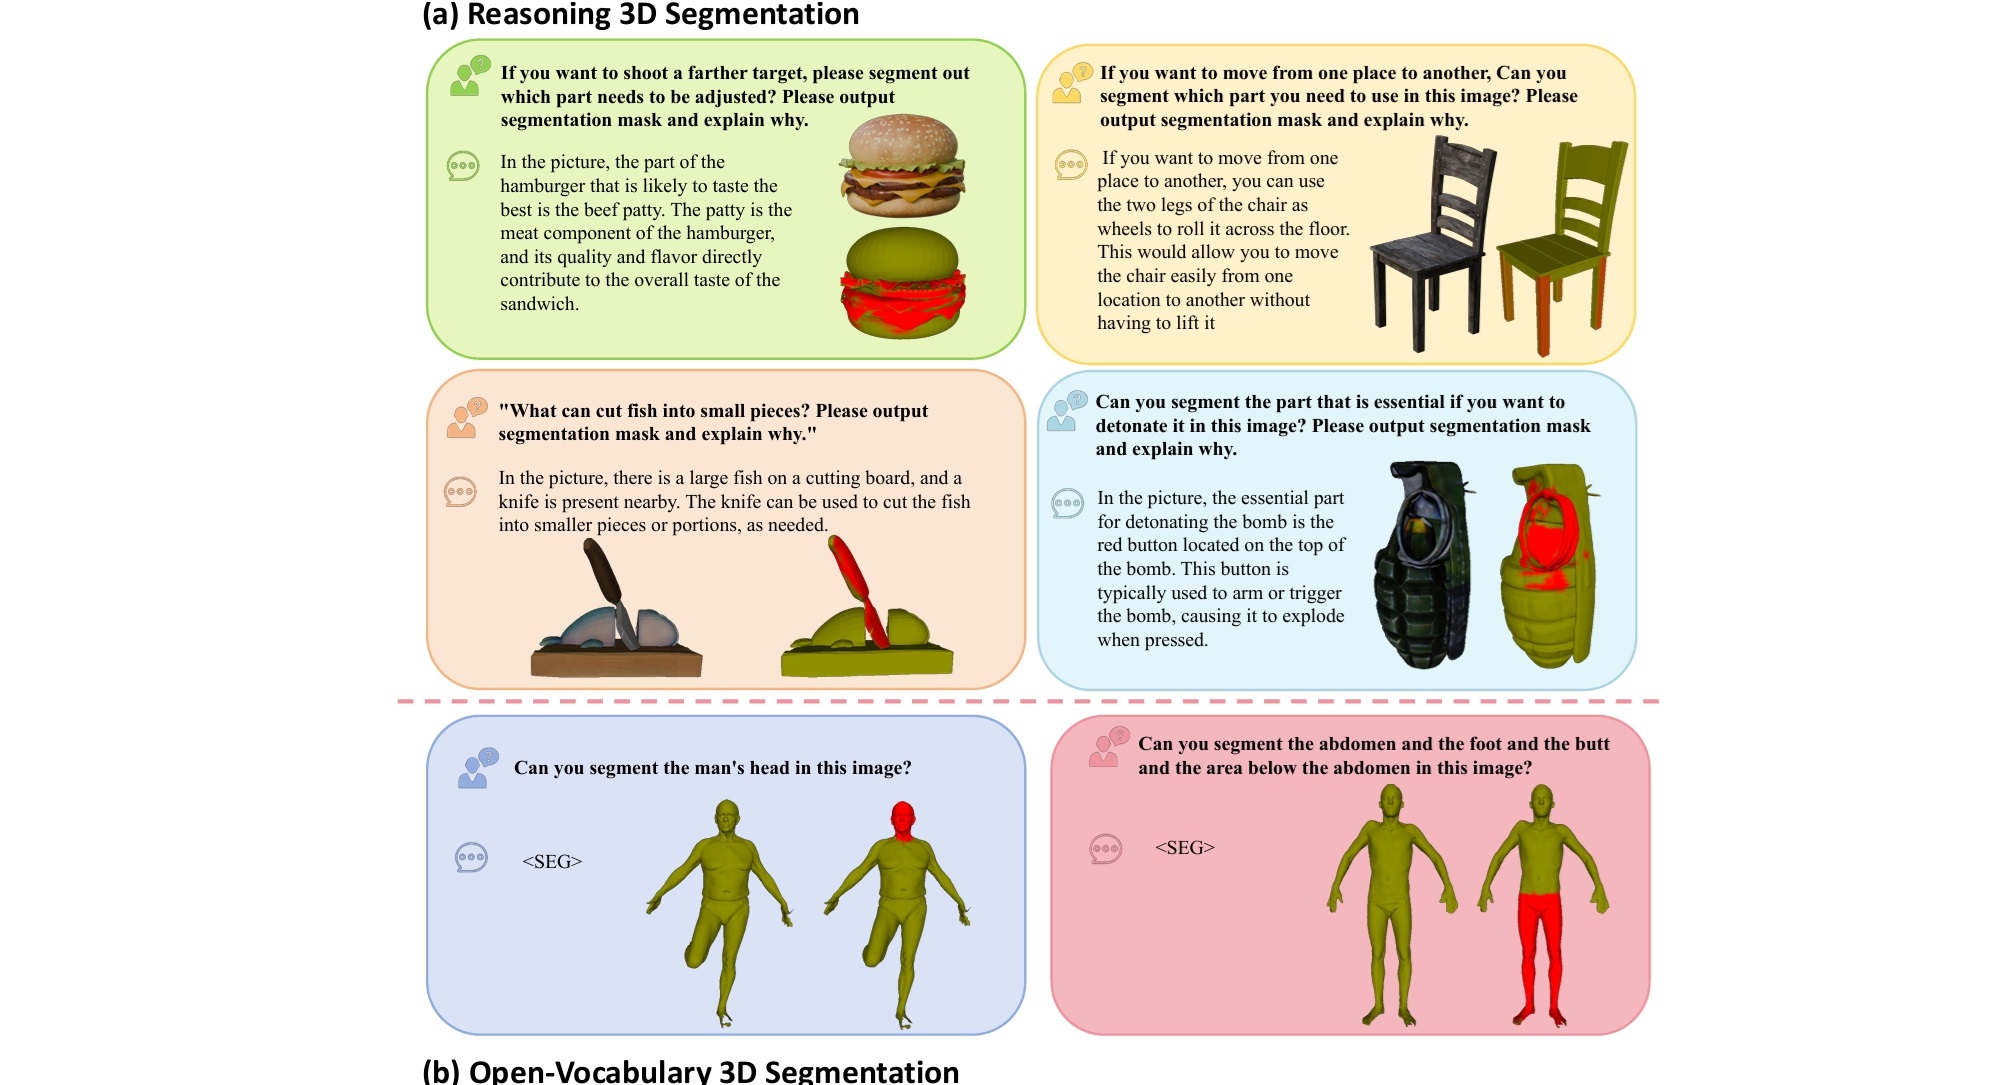 (a) Reasoning 3D Segmentation
If you want to shoot a farther target, please segment out
which part needs to be adjusted? Please output
segmentation mask and explain why.
In the picture, the part of the
hamburger that is likely to taste the
best is the beef patty. The patty is the
meat component of the hamburger,
and its quality and flavor directly
contribute to the overall taste of the
sandwich.
If you want to move from one place to another, Can you
segment which part you need to use in this image? Please
output segmentation mask and explain why.
If you want to move from one
place to another, you can use
the two legs of the chair as
wheels to roll it across the floor.
This would allow you to move
the chair easily from one
location to another without
having to lift it
"What can cut fish into small pieces? Please output
segmentation mask and explain why."
In the picture, there is a large fish on a cutting board, and a
knife is present nearby. The knife can be used to cut the fish
into smaller pieces or portions, as needed.
Can you segment the part that is essential if you want to
detonate it in this image? Please output segmentation mask
and explain why.
In the picture, the essential part
for detonating the bomb is the
red button located on the top of
the bomb. This button is
typically used to arm or trigger
the bomb, causing it to explode
when pressed.
Can you segment the man's head in this image?
<SEG>
Can you segment the abdomen and the foot and the butt
and the area below the abdomen in this image?
<SEG>
(b) Open-Vocabulary 3D Segmentation